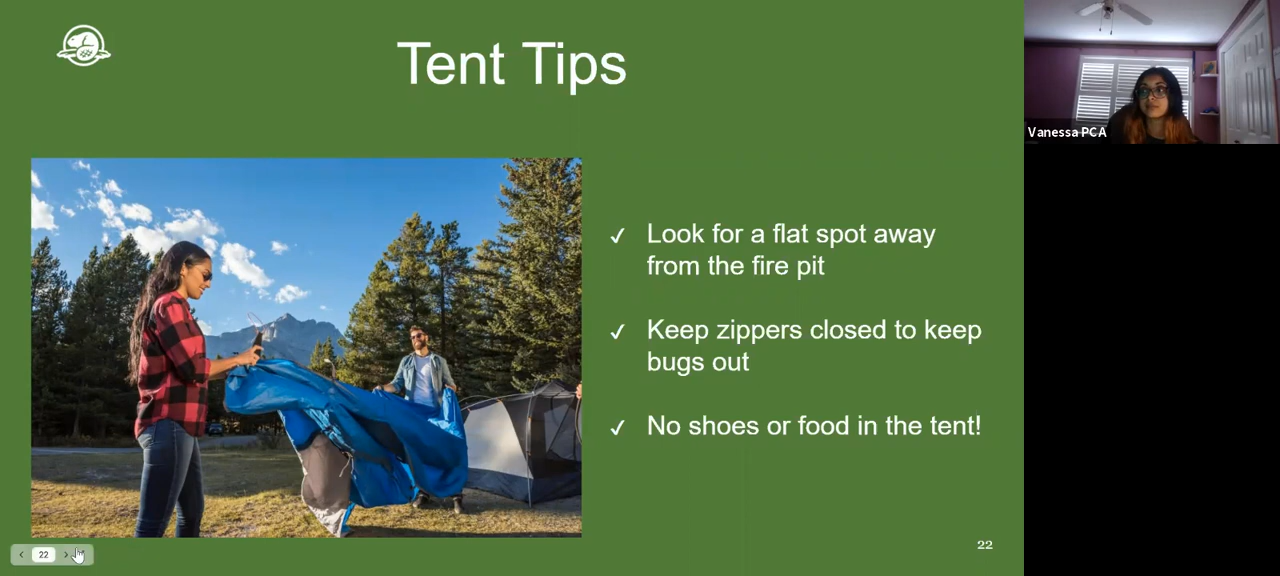 Tent Tips
✓ Look for a flat spot away
from the fire pit
✓ Keep zippers closed to keep
bugs out
✓ No shoes or food in the tent!
22
22
Vanessa PCA